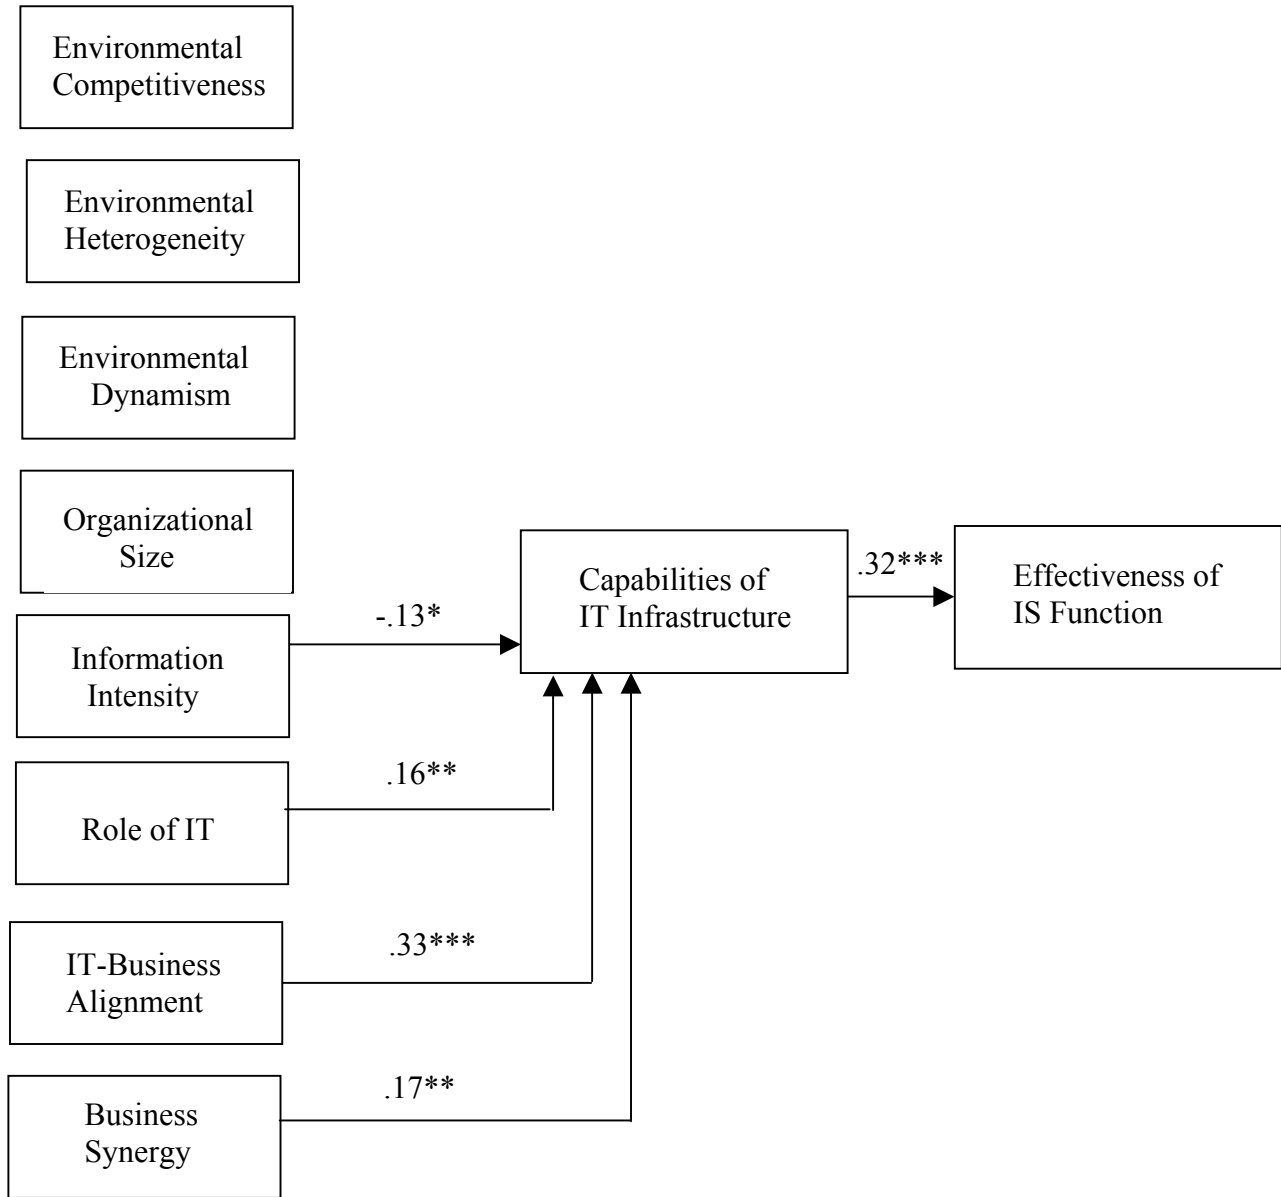 Environmental
Competitiveness
Environmental
Heterogeneity
Environmental
Dynamism
Organizational
Size
Capabilities of
IT Infrastructure
.32***
Effectiveness of
IS Function
Information
Intensity
-.13*
Role of IT
.16**
IT-Business
Alignment
.33***
Business
Synergy
.17**